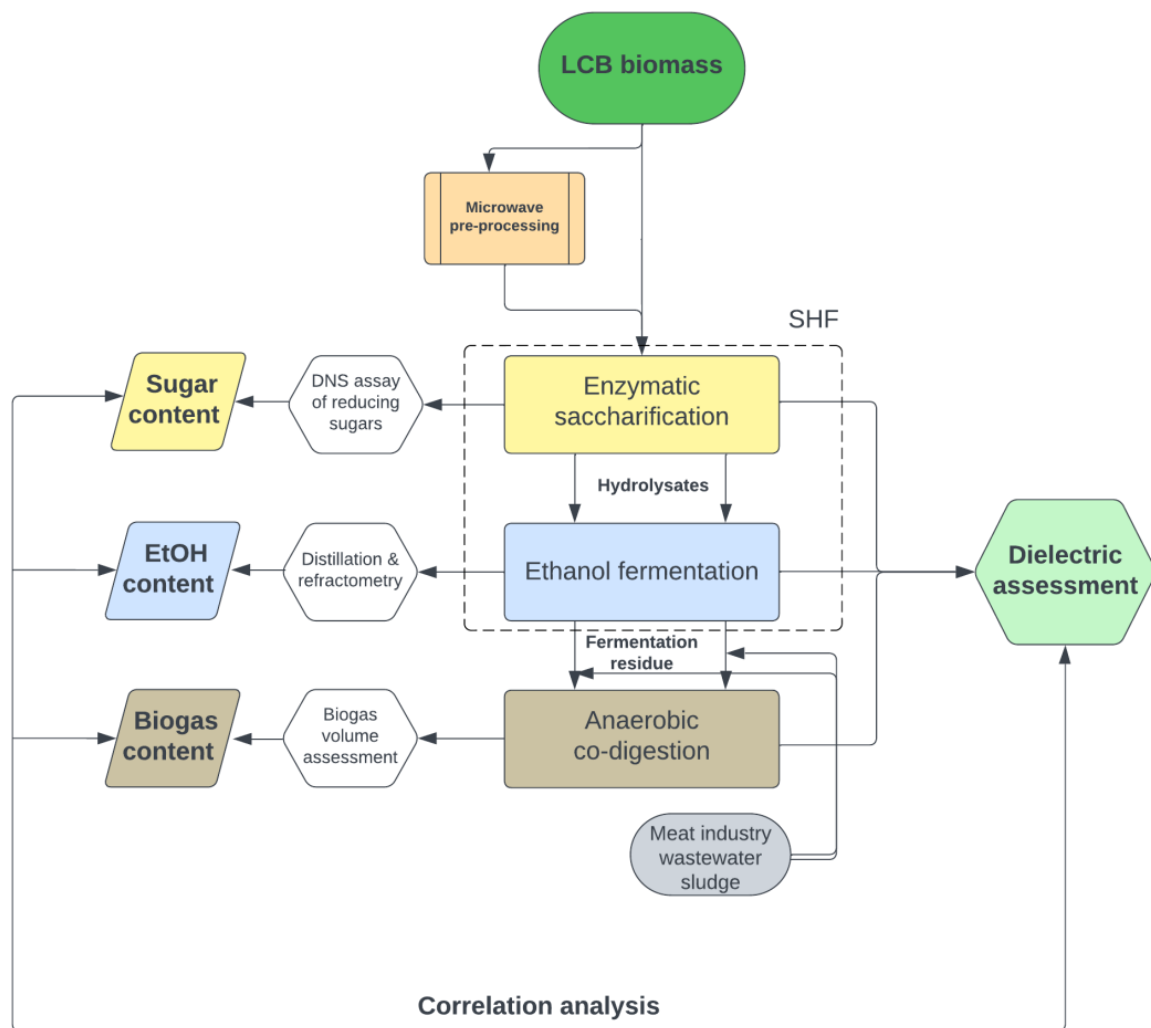 LCB biomass
Microwave
pre-processing
SHF
Sugar
content
DNS assay
of reducing
sugars
Enzymatic
saccharification
Hydrolysates
EtOH
content
Distillation &
refractometry
Ethanol fermentation
Dielectric
assessment
Fermentation
residue
Biogas
content
Biogas
volume
assessment
Anaerobic
co-digestion
Meat industry
wastewater
sludge
Correlation analysis